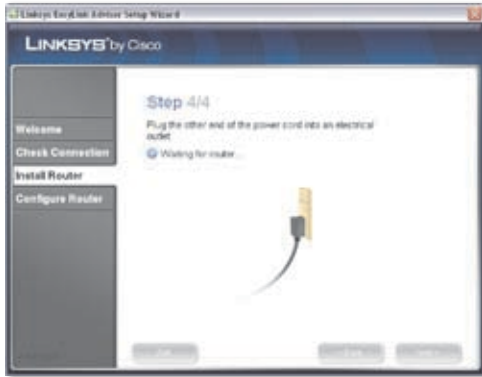 Linksys EasyLink Advisor Setup Wizard
LINKSYS by Cisco
Step 4/4
Plug the other end of the power cord into an electrical
outlet
Waiting for router...
Welcome
Check Connection
Install Router
Configure Router